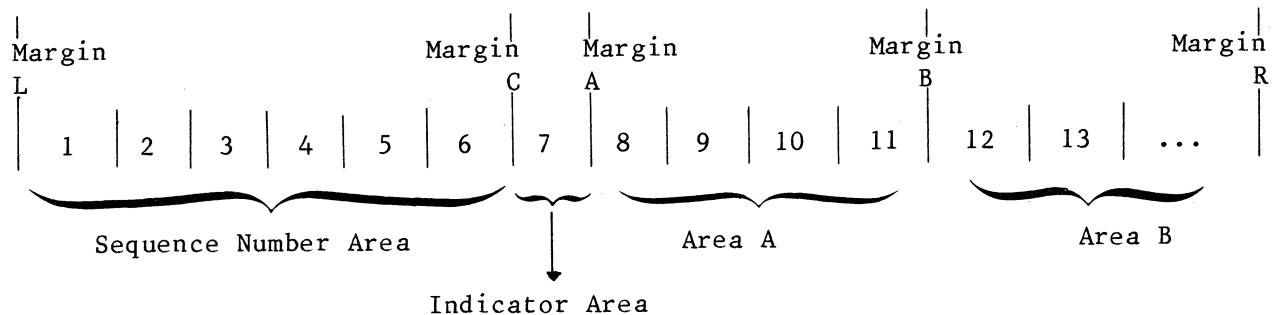 Margin Margin Margin Margin Margin
L C A B R
1 2 3 4 5 6 7 8 9 10 11 12 13 ...
Sequence Number Area Area A Area B
Indicator Area